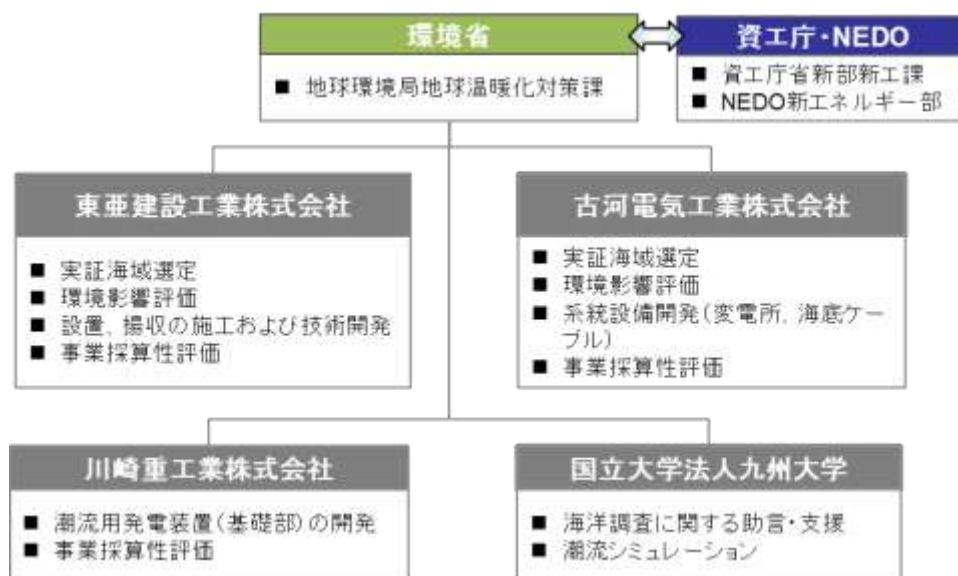 環境省
■ 地球環境局地球温暖化対策課
資工庁・NEDO
■ 資工庁省新部新工課
■ NEDO新エネルギー部
東亜建設工業株式会社
■ 実証海域選定
■ 環境影響評価
■ 設置、揚収の施工および技術開発
■ 事業採算性評価
古河電気工業株式会社
■ 実証海域選定
■ 環境影響評価
■ 系統設備開発(変電所、海底ケー
ブル)
■ 事業採算性評価
川崎重工業株式会社
■ 潮流用発電装置(基礎部)の開発
■ 事業採算性評価
国立大学法人九州大学
■ 海洋調査に関する助言・支援
■ 潮流シミュレーション